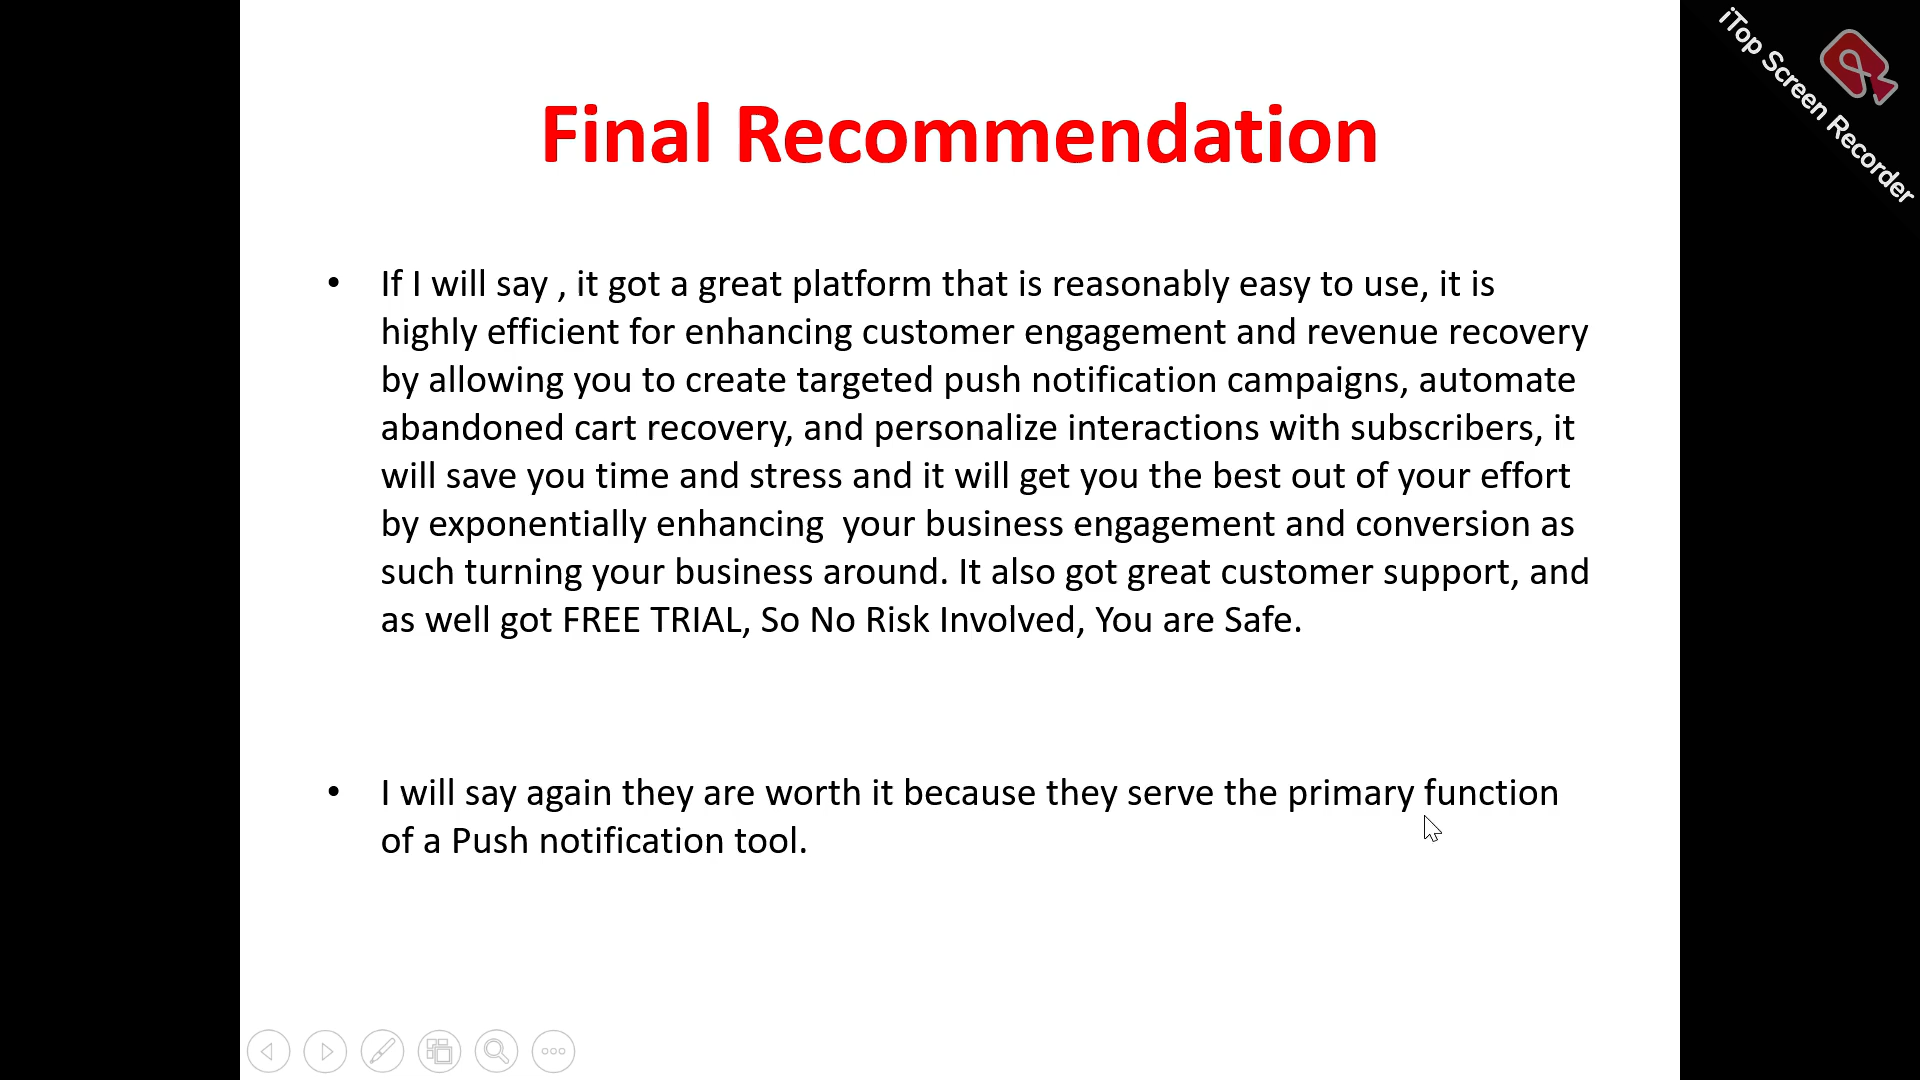 iTop Screen Recorder
Final Recommendation
• If I will say , it got a great platform that is reasonably easy to use, it is
highly efficient for enhancing customer engagement and revenue recovery
by allowing you to create targeted push notification campaigns, automate
abandoned cart recovery, and personalize interactions with subscribers, it
will save you time and stress and it will get you the best out of your effort
by exponentially enhancing  your business engagement and conversion as
such turning your business around. It also got great customer support, and
as well got FREE TRIAL, So No Risk Involved, You are Safe.
• I will say again they are worth it because they serve the primary function
of a Push notification tool.